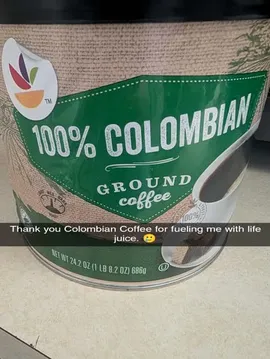 TM
100% COLOMBIAN
GROUND
coffee
100%
Thank you Colombian Coffee for fueling me with life
juice. 🙂
NET WT 24.2 OZ (1 LB 8.2 OZ) 686g